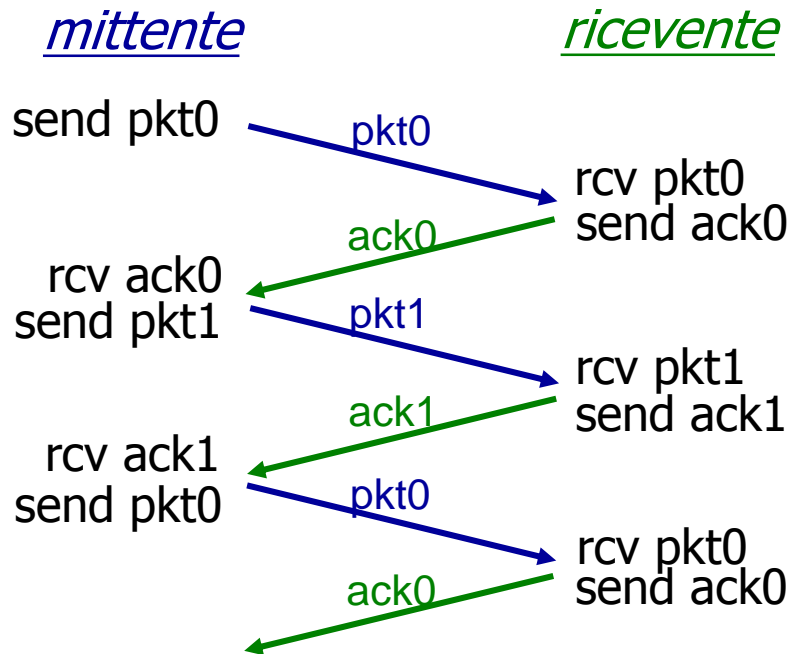 mittente
ricevente
send pkt0
pkt0
rcv pkt0
send ack0
ack0
rcv ack0
send pkt1
pkt1
rcv pkt1
send ack1
ack1
rcv ack1
send pkt0
pkt0
rcv pkt0
send ack0
ack0